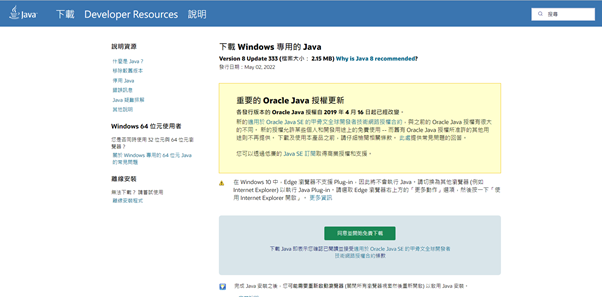 Java 下載 Developer Resources 說明 搜尋
說明資源
什麼是 Java?
移除舊版本
使用 Java
錯誤訊息
Java 疑難排解
其他說明
Windows 64 位元使用者
您是否同時使用 32 位元與 64 位元瀏
覽器?
關於 Windows 專用的 64 位元 Java
的常見問題
離線安裝
無法下載? 請嘗試使用
離線安裝程式
下載 Windows 專用的 Java
Version 8 Update 333 (檔案大小: 2.15 MB) Why is Java 8 recommended?
發行日期: May 02, 2022
重要的 Oracle Java 授權更新
各發行版本的 Oracle Java 授權自 2019 年 4 月 16 日起已經改變。
新的適用於 Oracle Java SE 的甲骨文全球開發者技術網路授權合約,與之前的 Oracle Java 授權有很大
的不同。新的授權允許某些個人和開發用途上的免費使用 -- 而舊有 Oracle Java 授權所准許的其他用
途則不再提供。下載及使用本產品之前,請仔細檢閱相關條款。此處提供常見問題的回答。
您可以透過低廉的 Java SE 訂閱取得商業授權和支援。
在 Windows 10 中,Edge 瀏覽器不支援 Plug-in,因此將不會執行 Java。請切換為其他瀏覽器 (例如
Internet Explorer) 以執行 Java Plug-in。請選取 Edge 瀏覽器右上方的「更多動作」選項,然後按一下「使
用 Internet Explorer 開啟」。 更多資訊
同意並開始免費下載
下載 Java 即表示您確認已閱讀並接受適用於 Oracle Java SE 的甲骨文全球開發者
技術網路授權合約條款
完成 Java 安裝之後,您可能需要重新啟動瀏覽器 (關閉所有瀏覽器視窗然後重新開啟) 以啟用 Java 安裝。